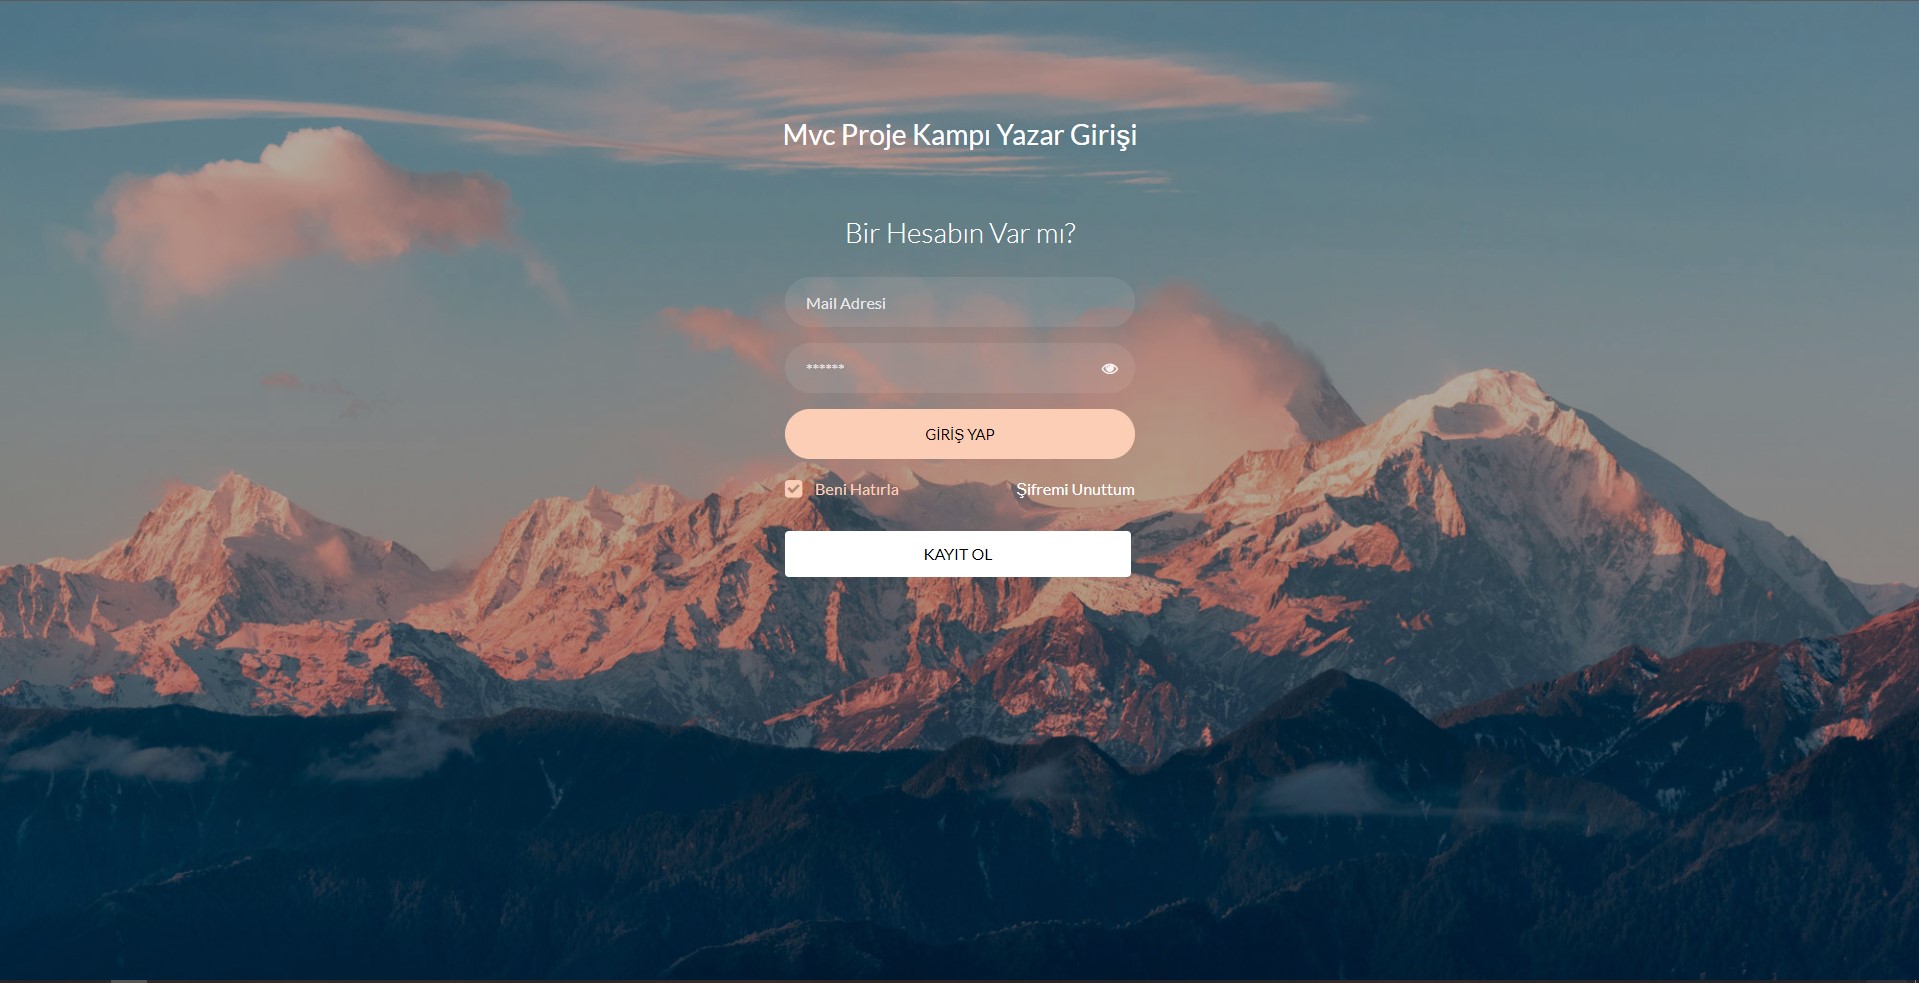 Mvc Proje Kampı Yazar Girişi
Bir Hesabın Var mı?
Mail Adresi
******
GİRİŞ YAP
Beni Hatırla
Şifremi Unuttum
KAYIT OL